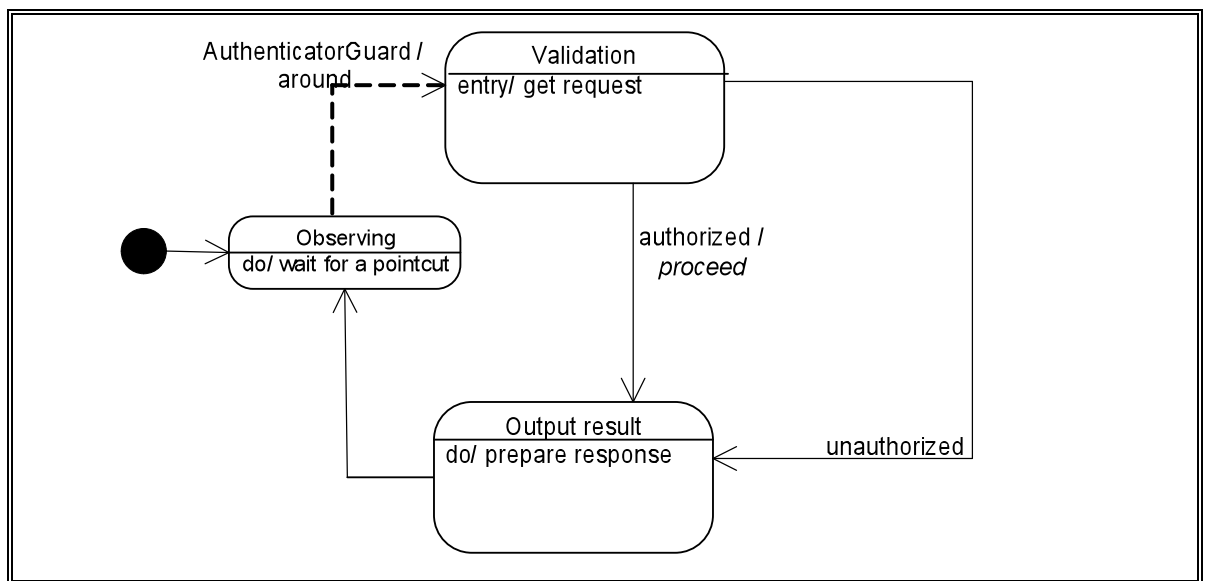 AuthenticatorGuard /
around
Validation
entry/ get request
Observing
do/ wait for a pointcut
authorized /
proceed
Output result
do/ prepare response
unauthorized